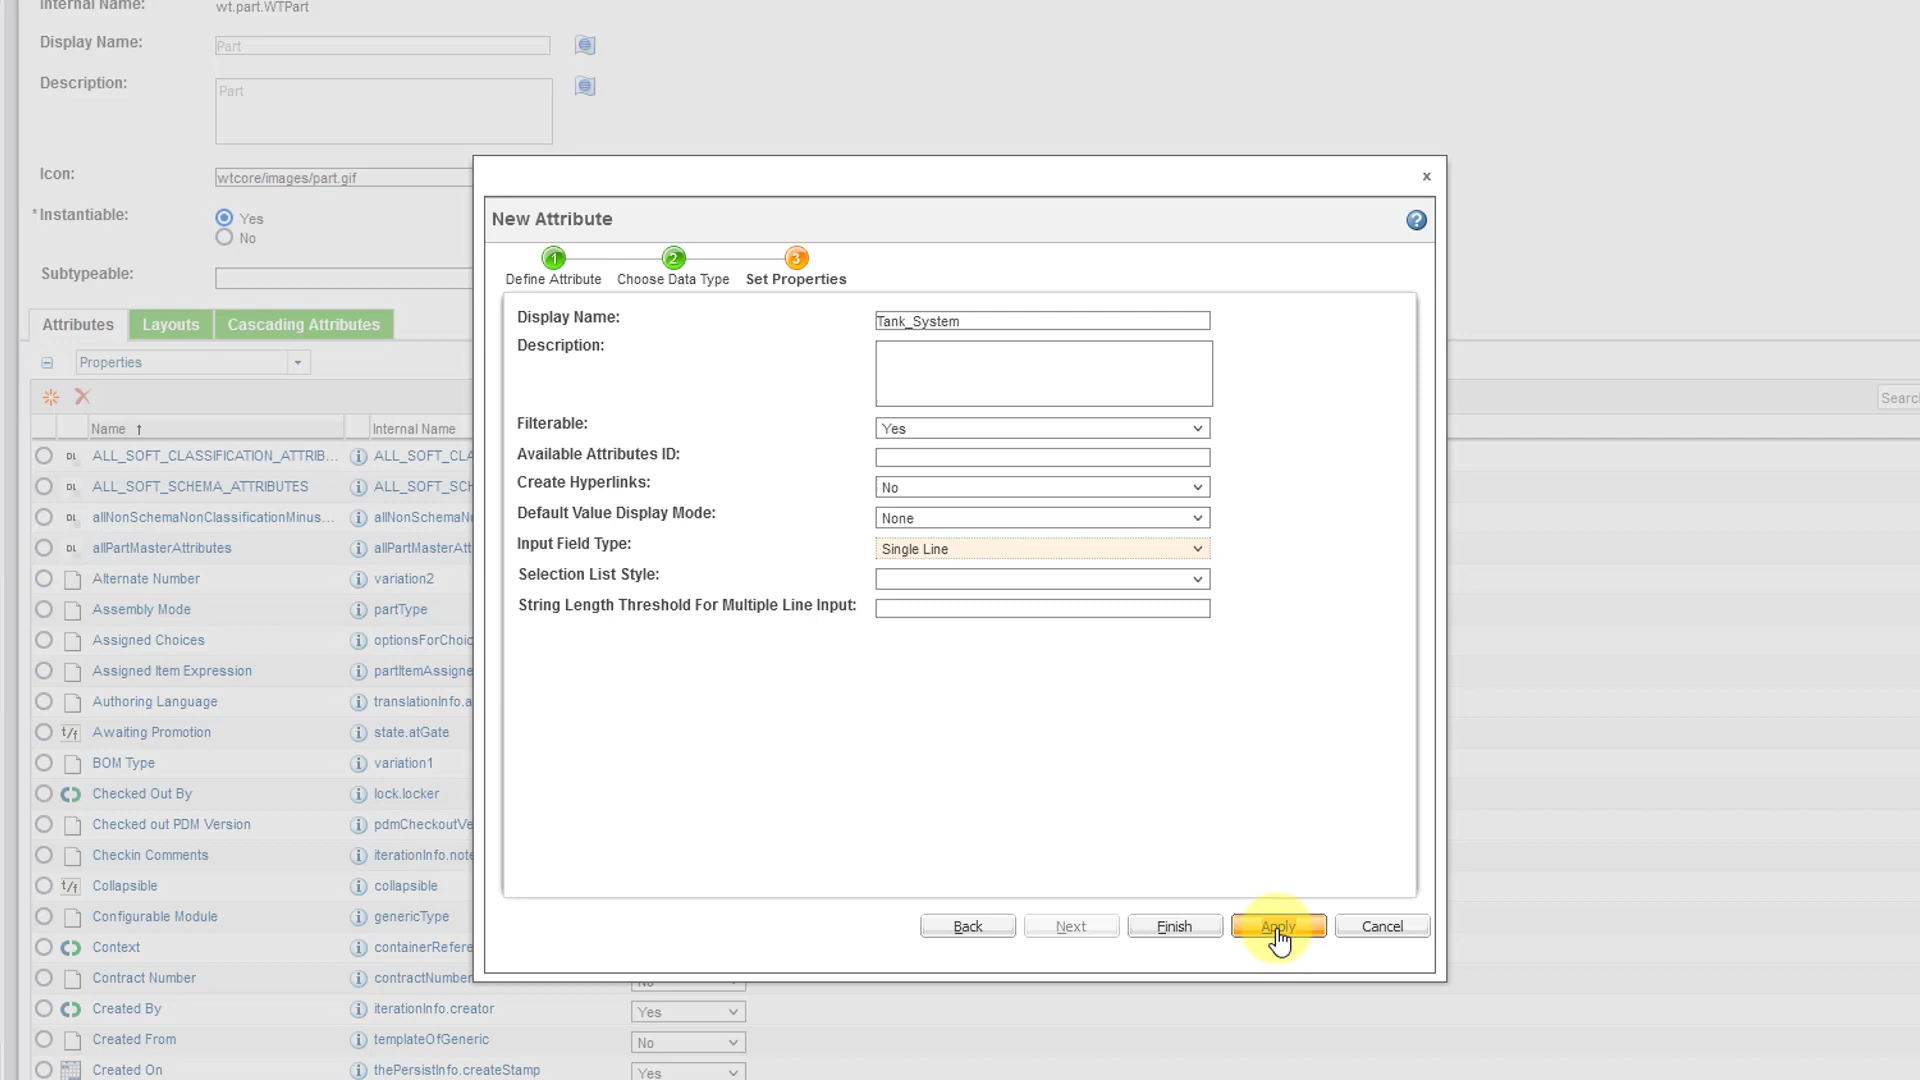 Internal Name: wt.part.WTPart
Display Name: Part
Description: Part
Icon: wtcore/images/part.gif
*Instantiable: Yes
No
Subtypeable:
Attributes Layouts Cascading Attributes
Properties
Name ↑ Internal Name
Search
DL ALL_SOFT_CLASSIFICATION_ATTRIB... ALL_SOFT_CLA
DL ALL_SOFT_SCHEMA_ATTRIBUTES ALL_SOFT_SCH
DL allNonSchemaNonClassificationMinus... allNonSchemaNo
DL allPartMasterAttributes allPartMasterAtt
Alternate Number variation2
Assembly Mode partType
Assigned Choices optionsForChoic
Assigned Item Expression partItemAssigne
Authoring Language translationInfo.a
t/f Awaiting Promotion state.atGate
BOM Type variation1
Checked Out By lock.locker
Checked out PDM Version pdmCheckoutVe
Checkin Comments iterationInfo.note
t/f Collapsible collapsible
Configurable Module genericType
Context containerRefere
Contract Number contractNumber
Created By iterationInfo.creator Yes
Created From templateOfGeneric No
Created On thePersistInfo.createStamp Yes
x
New Attribute ?
1 2 3
Define Attribute Choose Data Type Set Properties
Display Name: Tank_System
Description:
Filterable: Yes
Available Attributes ID:
Create Hyperlinks: No
Default Value Display Mode: None
Input Field Type: Single Line
Selection List Style:
String Length Threshold For Multiple Line Input:
Back Next Finish Apply Cancel